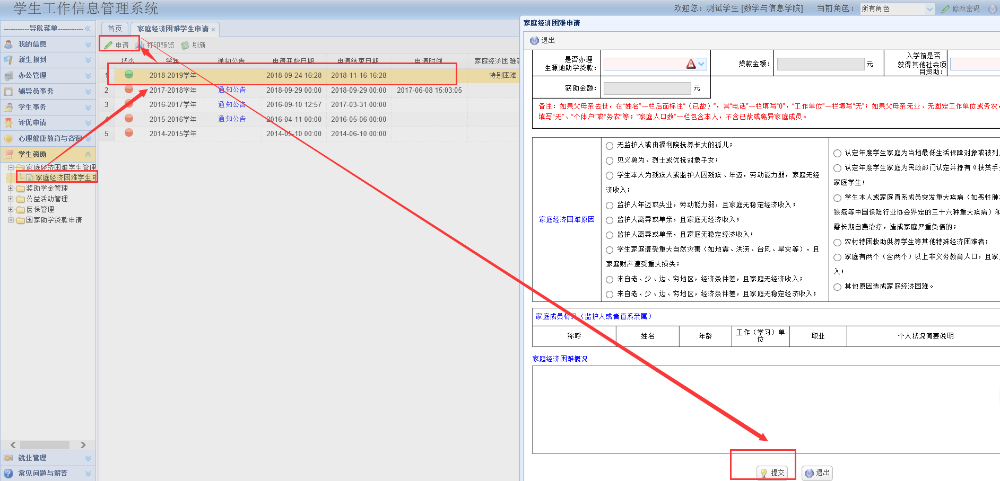 学生工作信息管理系统
欢迎您：测试学生 [数学与信息学院]
当前角色：
所有角色
修改密码
-----------导航菜单-----------
我的信息
新生报到
办公管理
辅导员事务
学生事务
评优申请
心理健康教育与咨询
学生资助
家庭经济困难学生管理
家庭经济困难学生申
奖助学金管理
公益活动管理
医保管理
国家助学贷款申请
就业管理
常见问题与解答
首页
家庭经济困难学生申请
申请
打印预览
刷新
状态 学年 通知公告 申请开始日期 申请结束日期 申请时间 家庭经济困难等
1 2018-2019学年 2018-09-24 16:28 2018-11-16 16:28 特别困难
2 2017-2018学年 通知公告 2018-09-29 00:00 2018-09-29 00:00 2017-06-08 15:03:05
3 2016-2017学年 通知公告 2016-09-10 12:57 2017-03-31 00:00
4 2015-2016学年 通知公告 2016-04-11 00:00 2016-05-06 00:00
5 2014-2015学年 2014-05-10 00:00 2014-06-10 00:00
家庭经济困难申请
退出
是否办理
生源地助学贷款：
贷款金额：
元
入学前是否
获得其他社会项
目资助：
获助金额：
元
备注：如果父母亲去世，在“姓名”一栏后面标注“（已故）”，其“电话”一栏填写“0”，“工作单位”一栏填写“无”；如果父母亲无业、无固定工作单位或务农，
填写“无”、“个体户”或“务农”等；“家庭人口数”一栏包含本人，不含已故或离异家庭成员。
家庭经济困难原因
无监护人或由福利院抚养长大的孤儿；
见义勇为、烈士或优抚对象子女；
学生本人为残疾人或监护人因残疾、年迈，劳动能力弱，家庭无经
济收入；
监护人年迈或失业，劳动能力弱，且家庭无稳定经济收入；
监护人离异或单亲，且家庭无经济收入；
监护人离异或单亲，且家庭无稳定经济收入；
学生家庭遭受重大自然灾害（如地震、洪涝、台风、旱灾等），且
家庭财产遭受重大损失；
来自老、少、边、穷地区，经济条件差，且家庭无经济收入；
来自老、少、边、穷地区，经济条件差，且家庭无稳定经济收入；
认定年度学生家庭为当地最低生活保障对象或被列
认定年度学生家庭为民政部门认定并持有《扶贫手
家庭学生；
学生本人或家庭直系成员突发重大疾病（如恶性肿
狼疮等中国保险行业协会界定的三十六种重大疾病）和
需长期自费治疗，造成家庭严重负债的；
农村特困救助供养学生等其他特殊经济困难者；
家庭有两个（含两个）以上非义务教育人口，且家
入；
其他原因造成家庭经济困难。
家庭成员情况（监护人或者直系亲属）
称呼 姓名 年龄 工作（学习）单
位 职业 个人状况简要说明
家庭经济困难概况
提交
退出